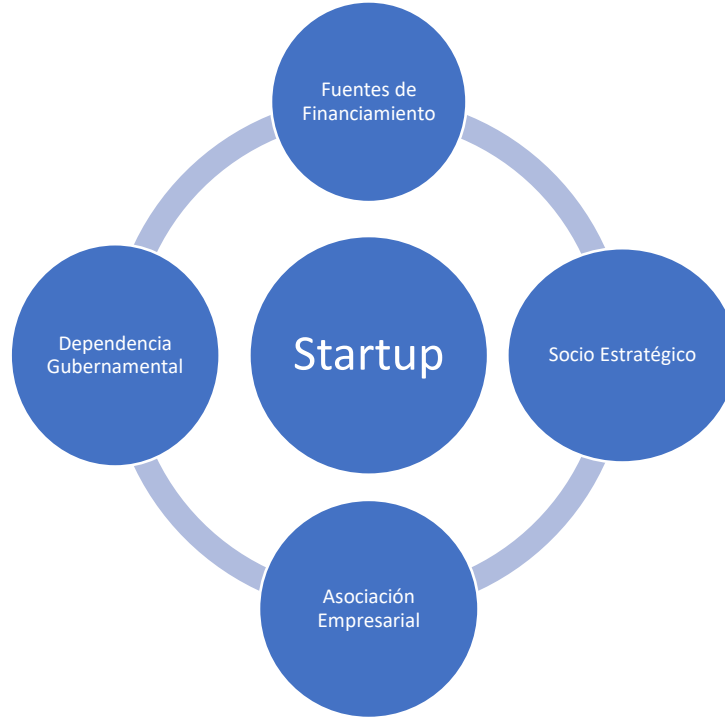 Fuentes de
Financiamiento
Dependencia
Gubernamental
Startup
Socio Estratégico
Asociación
Empresarial